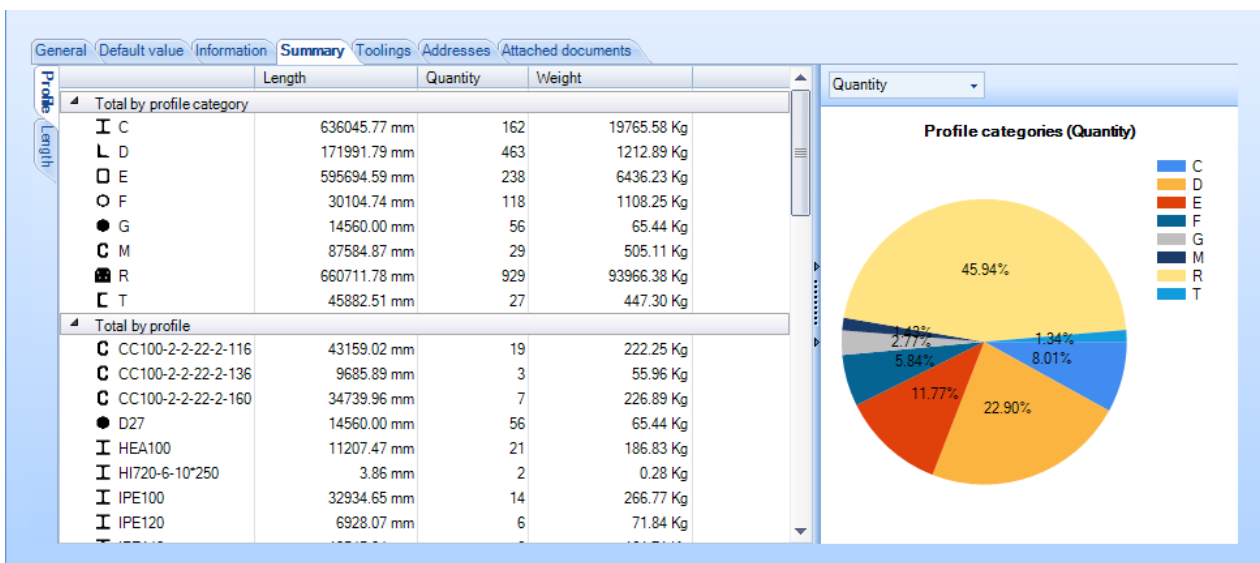 General Default value Information Summary Toolings Addresses Attached documents
Profile
Length
Length Quantity Weight
Total by profile category
C 636045.77 mm 162 19765.58 Kg
D 171991.79 mm 463 1212.89 Kg
E 595694.59 mm 238 6436.23 Kg
F 30104.74 mm 118 1108.25 Kg
G 14560.00 mm 56 65.44 Kg
M 87584.87 mm 29 505.11 Kg
R 660711.78 mm 929 93966.38 Kg
T 45882.51 mm 27 447.30 Kg
Total by profile
CC100-2-2-22-2-116 43159.02 mm 19 222.25 Kg
CC100-2-2-22-2-136 9685.89 mm 3 55.96 Kg
CC100-2-2-22-2-160 34739.96 mm 7 226.89 Kg
D27 14560.00 mm 56 65.44 Kg
HEA100 11207.47 mm 21 186.83 Kg
HI720-6-10*250 3.86 mm 2 0.28 Kg
IPE100 32934.65 mm 14 266.77 Kg
IPE120 6928.07 mm 6 71.84 Kg
Quantity
Profile categories (Quantity)
C
D
E
F
G
M
R
T
45.94%
1.43%
2.77%
1.34%
5.84%
8.01%
11.77%
22.90%